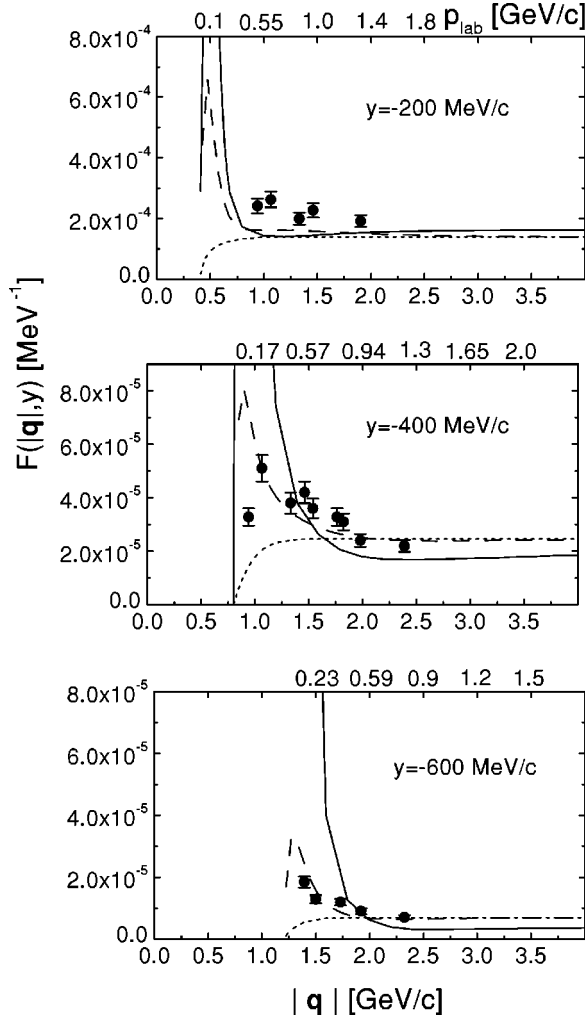 0.1 0.55 1.0 1.4 1.8 p_lab [GeV/c]
8.0x10^-4
6.0x10^-4
4.0x10^-4
2.0x10^-4
0.0
y=-200 MeV/c
0.0 0.5 1.0 1.5 2.0 2.5 3.0 3.5
0.17 0.57 0.94 1.3 1.65 2.0
F(|q|,y) [MeV^-1]
8.0x10^-5
6.0x10^-5
4.0x10^-5
2.0x10^-5
0.0
y=-400 MeV/c
0.0 0.5 1.0 1.5 2.0 2.5 3.0 3.5
0.23 0.59 0.9 1.2 1.5
8.0x10^-5
6.0x10^-5
4.0x10^-5
2.0x10^-5
0.0
y=-600 MeV/c
0.0 0.5 1.0 1.5 2.0 2.5 3.0 3.5
| q | [GeV/c]